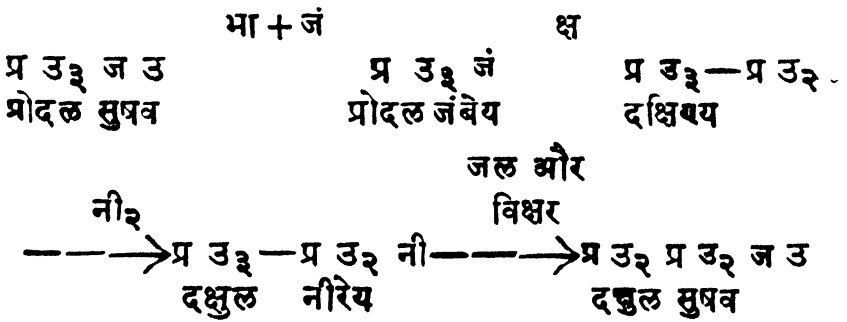 भा + जं क्ष
प्र उ३ ज उ प्र उ३ जं प्र उ३ — प्र उ२
प्रोदल सुषव प्रोदल जंबेय दक्षिण्य
जल और
नी२ विक्षर
— — —→ प्र उ३ — प्र उ२ नी — — —→ प्र उ२ प्र उ२ ज उ
दक्षुल नीरेय दक्षुल सुषव